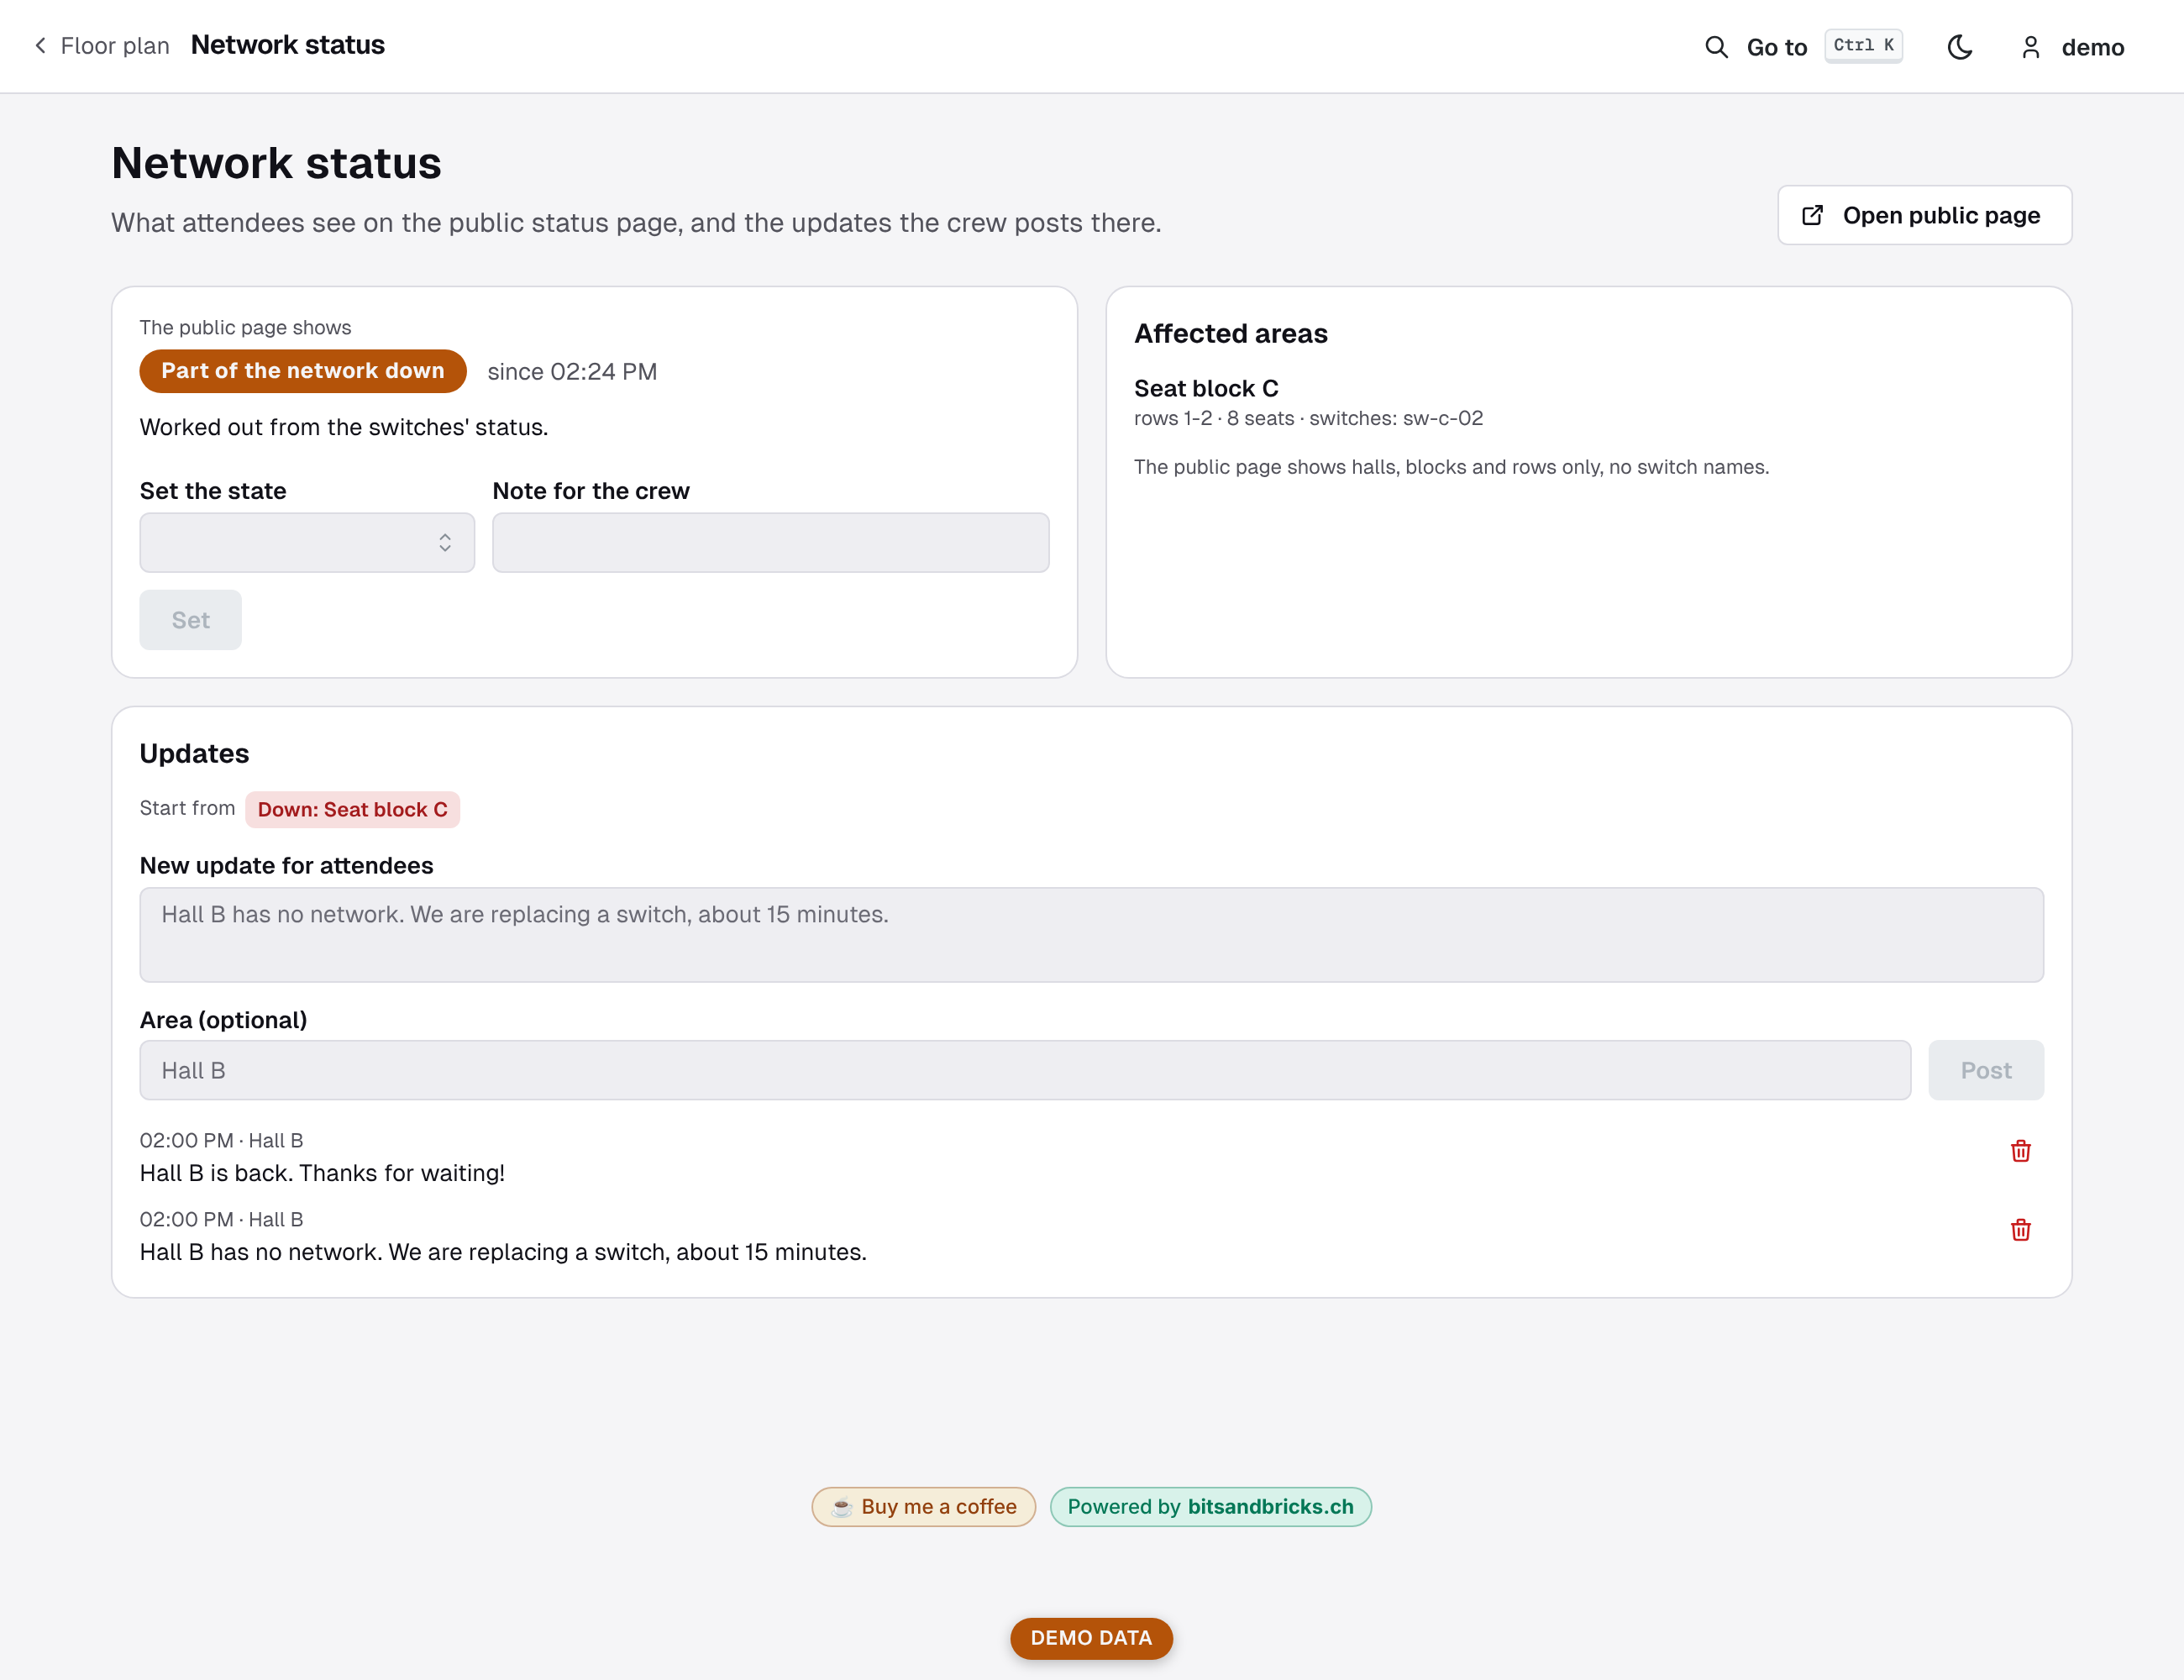 Floor plan Network status
Go to Ctrl K demo
Network status
What attendees see on the public status page, and the updates the crew posts there.
Open public page
The public page shows
Part of the network down since 02:24 PM
Worked out from the switches' status.
Set the state
Note for the crew
Set
Affected areas
Seat block C
rows 1-2 · 8 seats · switches: sw-c-02
The public page shows halls, blocks and rows only, no switch names.
Updates
Start from Down: Seat block C
New update for attendees
Hall B has no network. We are replacing a switch, about 15 minutes.
Area (optional)
Hall B
Post
02:00 PM · Hall B
Hall B is back. Thanks for waiting!
02:00 PM · Hall B
Hall B has no network. We are replacing a switch, about 15 minutes.
Buy me a coffee
Powered by bitsandbricks.ch
DEMO DATA